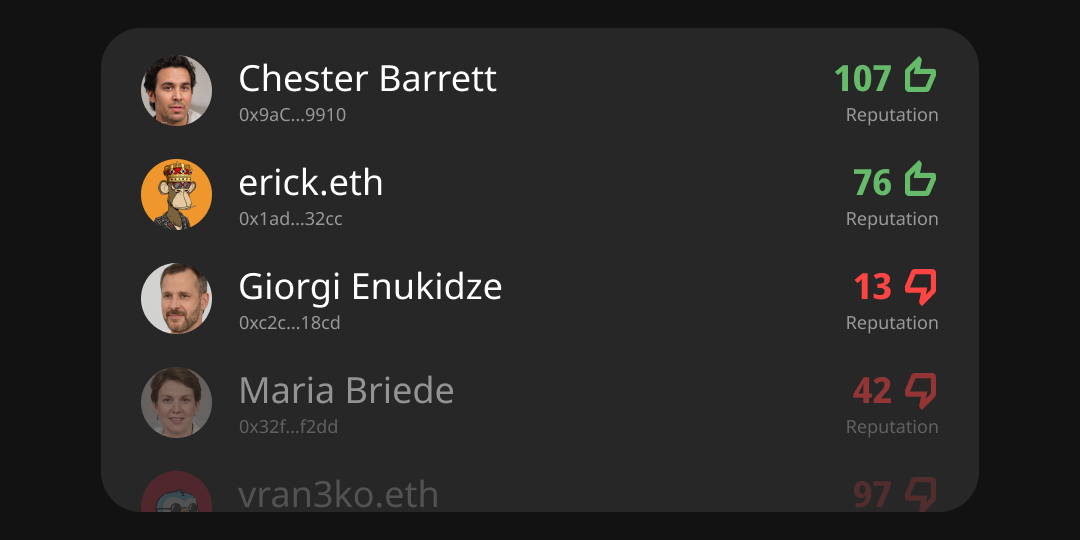 Chester Barrett
107
0x9aC...9910
Reputation
erick.eth
76
0x1ad...32cc
Reputation
Giorgi Enukidze
13
0xc2c...18cd
Reputation
Maria Briede
42
0x32f...f2dd
Reputation
vran3ko.eth
97